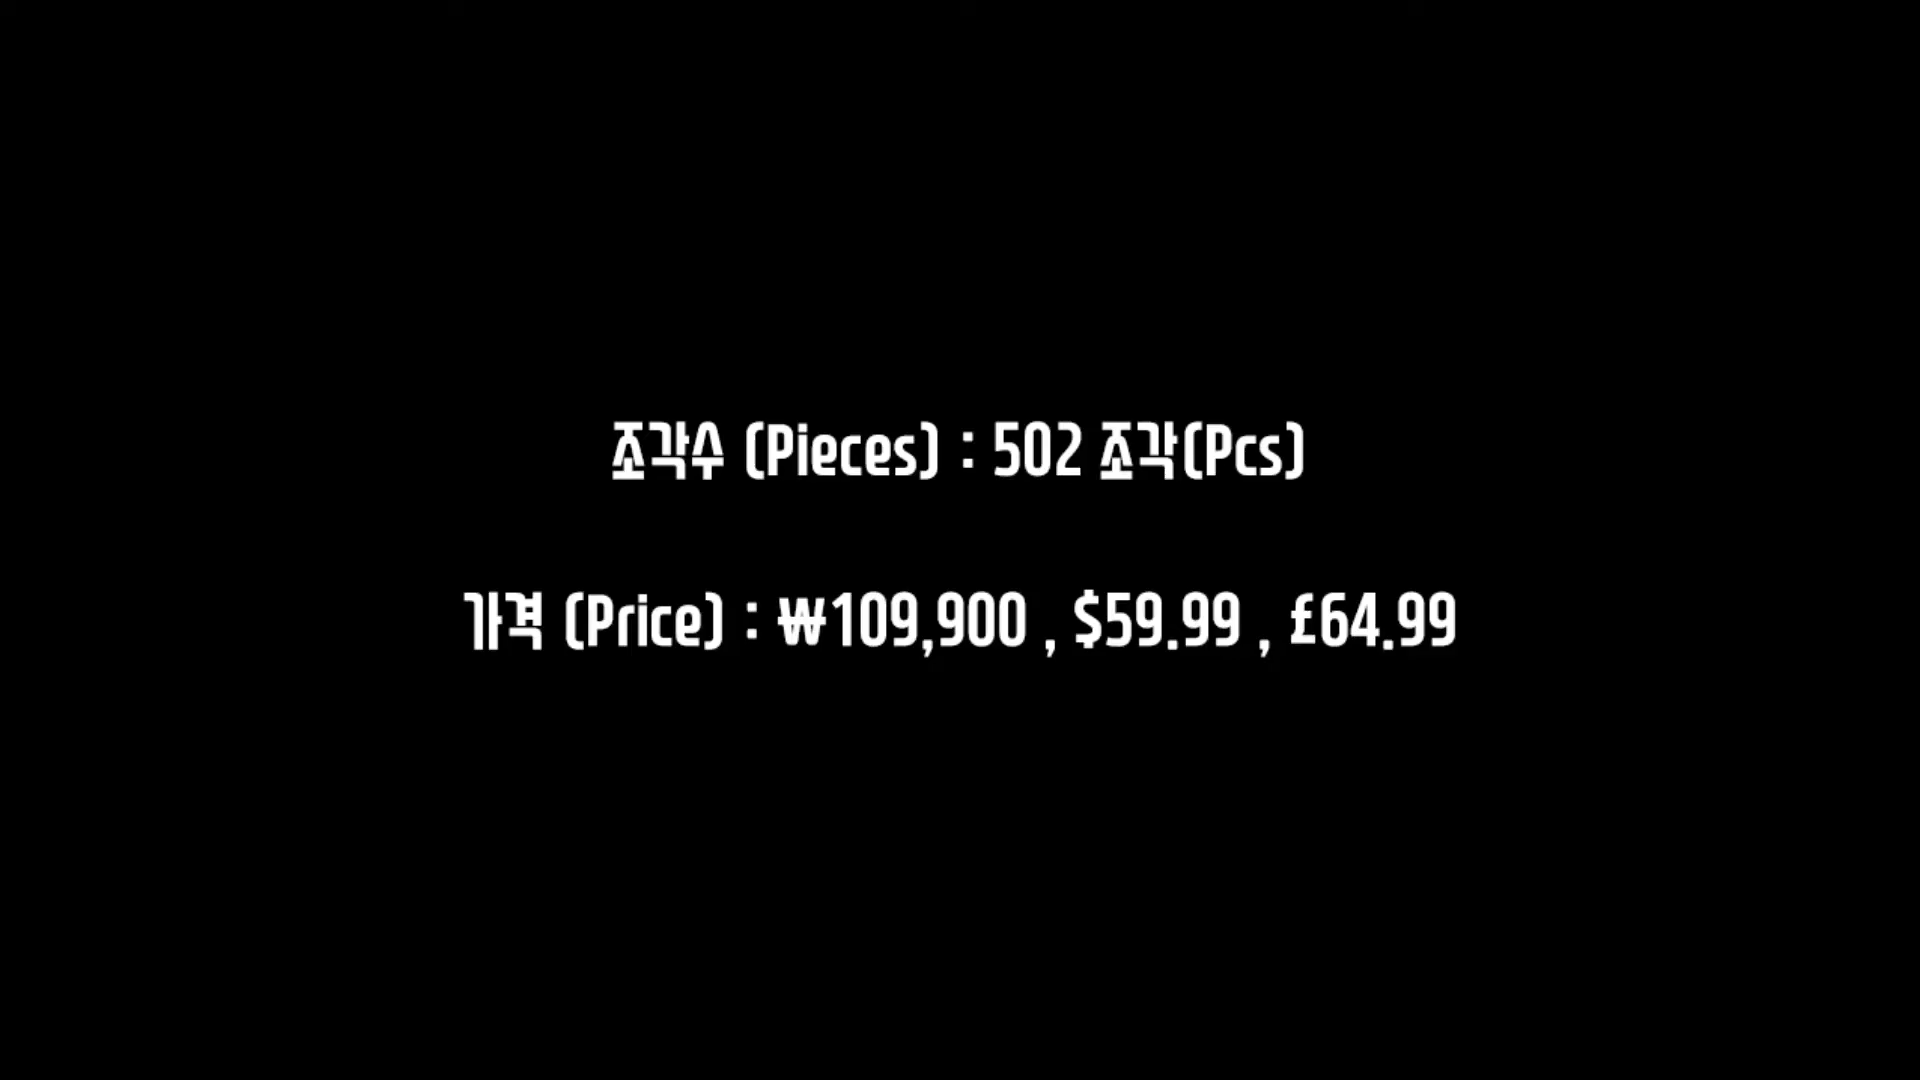 조각수 (Pieces) : 502 조각(Pcs)
가격 (Price) : ₩109,900 , $59.99 , £64.99